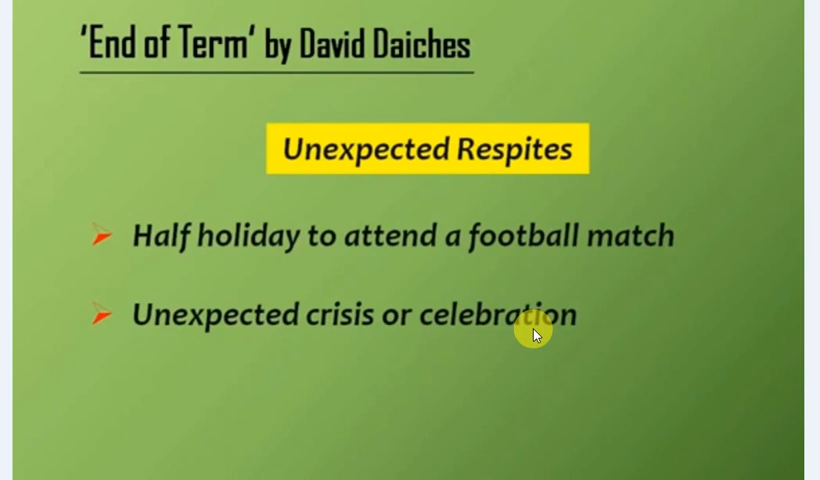 ‘End of Term‘ by David Daiches
Unexpected Respites
Half holiday to attend a football match
Unexpected crisis or celebration